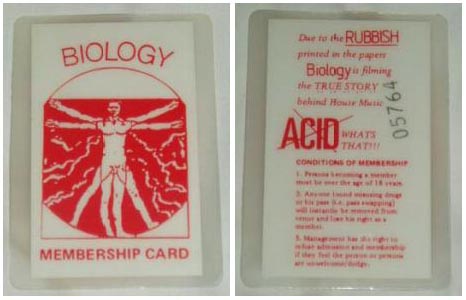 BIOLOGY
MEMBERSHIP CARD
Due to the RUBBISH
printed in the papers
Biology is filming
the TRUE STORY
behind House Music
ACID WHATS
THAT!!!
05764
CONDITIONS OF MEMBERSHIP
1. Persons becoming a member
must be over the age of 18 years.
2. Anyone found misusing drugs
or his pass (i.e. pass swapping)
will instantly be removed from
venue and lose his right as a
member.
3. Management has the right to
refuse admission and membership
if they feel the person or persons
are unwelcome/dodgy.